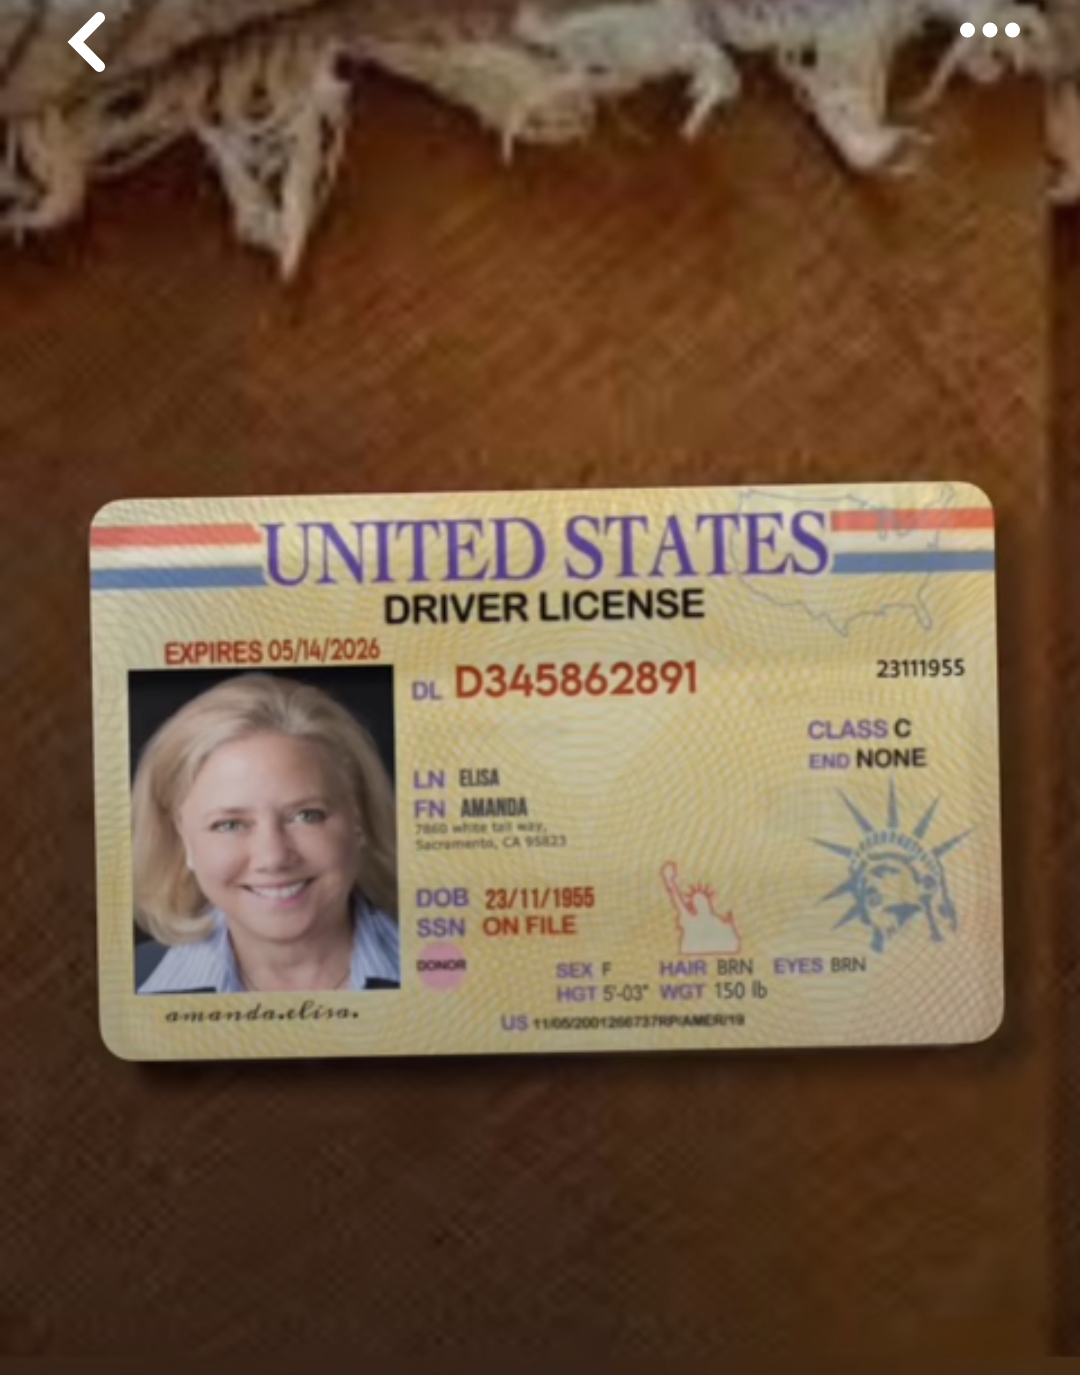 UNITED STATES
DRIVER LICENSE
EXPIRES 05/14/2026
DL D345862891
23111955
CLASS C
END NONE
LN ELISA
FN AMANDA
7860 white tail way,
Sacramento, CA 95823
DOB 23/11/1955
SSN ON FILE
DONOR
SEX F HAIR BRN EYES BRN
HGT 5'-03" WGT 150 lb
amanda.elisa.
US 11/05/2001266737RP/AMER/19